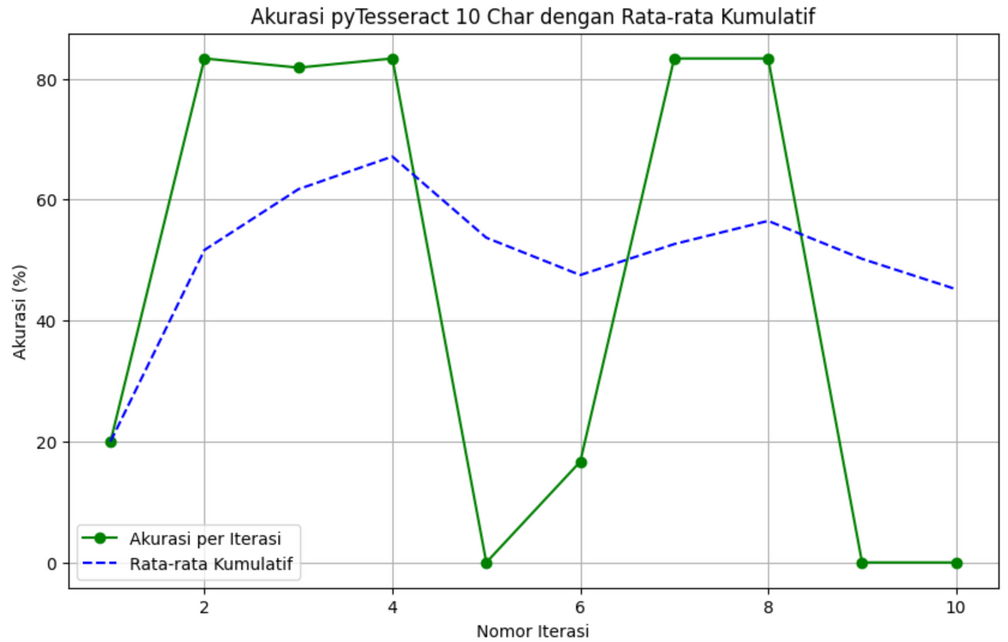 Akurasi pyTesseract 10 Char dengan Rata-rata Kumulatif
Akurasi (%)
80
60
40
20
0
Akurasi per Iterasi
Rata-rata Kumulatif
2
4
6
8
10
Nomor Iterasi